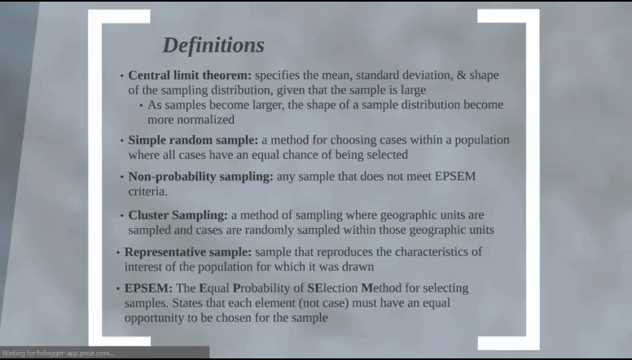 Definitions
• Central limit theorem: specifies the mean, standard deviation, & shape
of the sampling distribution, given that the sample is large
• As samples become larger, the shape of a sample distribution become
more normalized
• Simple random sample: a method for choosing cases within a population
where all cases have an equal chance of being selected
• Non-probability sampling: any sample that does not meet EPSEM
criteria.
• Cluster Sampling: a method of sampling where geographic units are
sampled and cases are randomly sampled within those geographic units
• Representative sample: sample that reproduces the characteristics of
interest of the population for which it was drawn
• EPSEM: The Equal Probability of SElection Method for selecting
samples. States that each element (not case) must have an equal
opportunity to be chosen for the sample
Waiting for